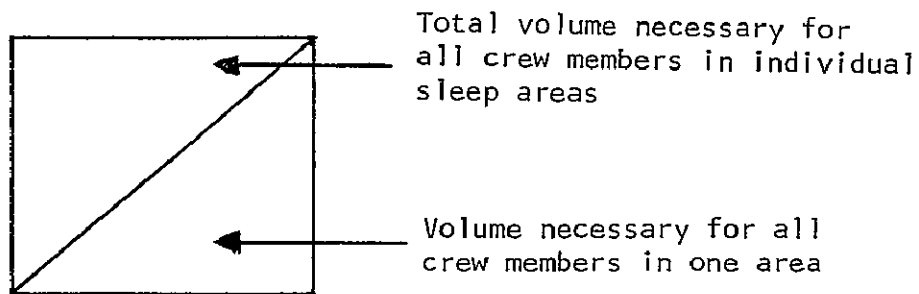 Total volume necessary for
all crew members in individual
sleep areas
Volume necessary for all
crew members in one area